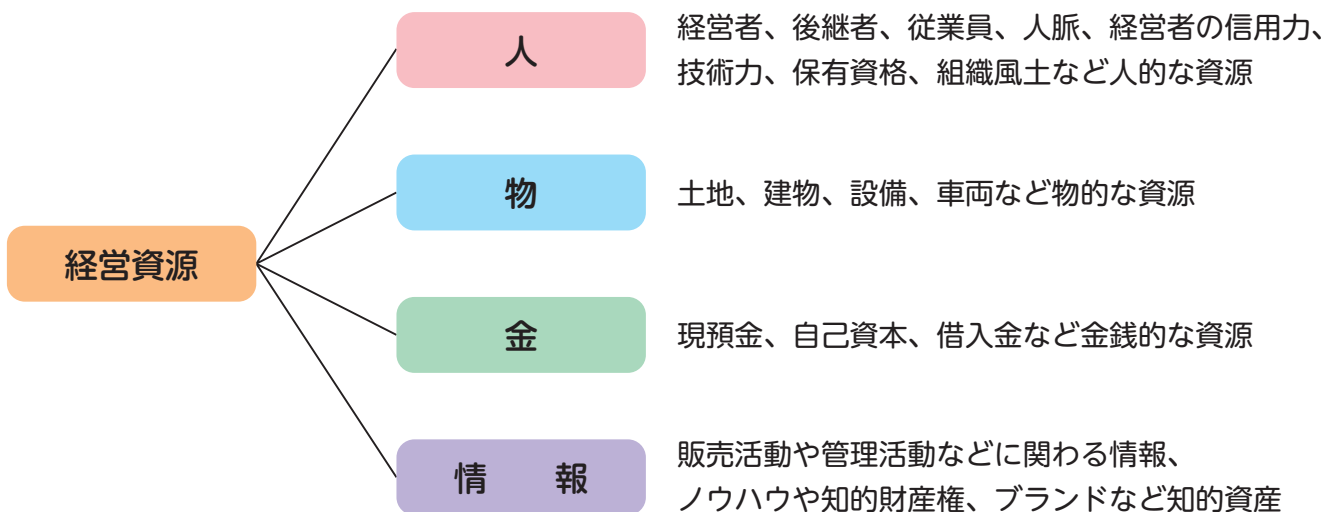 人
経営者、後継者、従業員、人脈、経営者の信用力、
技術力、保有資格、組織風土など人的な資源
物
土地、建物、設備、車両など物的な資源
経営資源
金
現預金、自己資本、借入金など金銭的な資源
情　報
販売活動や管理活動などに関わる情報、
ノウハウや知的財産権、ブランドなど知的資産